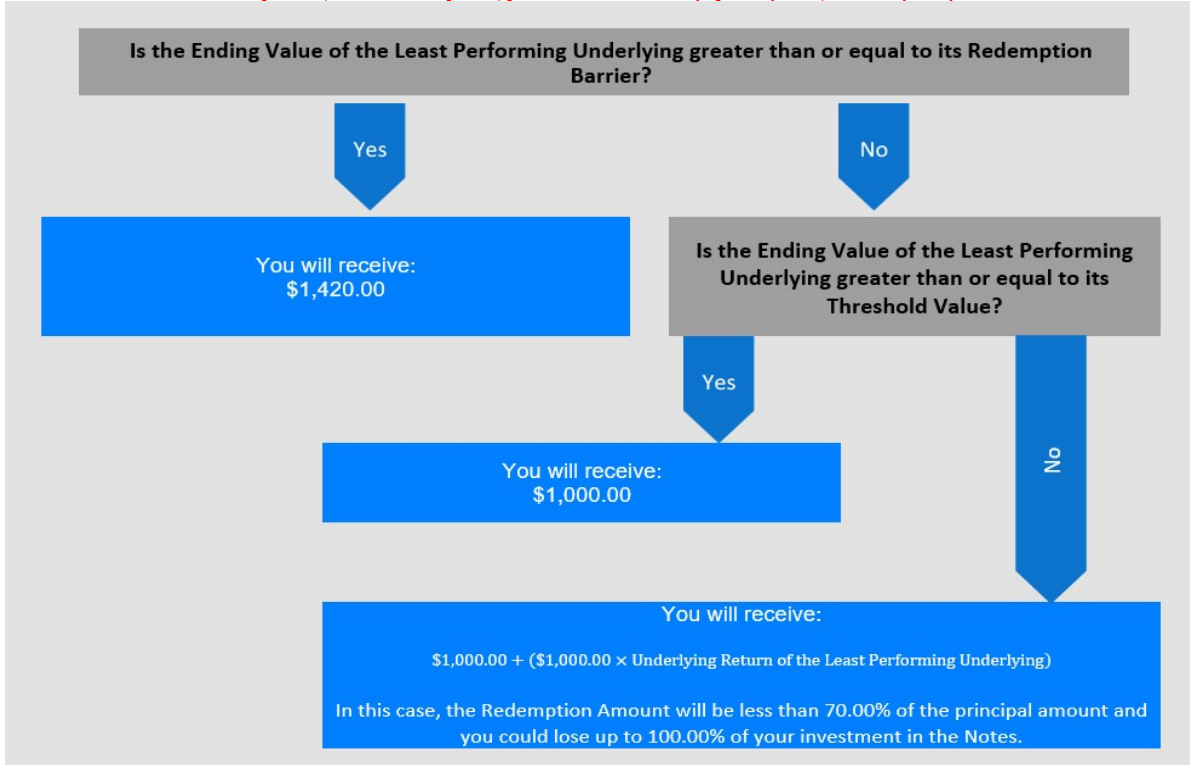 Is the Ending Value of the Least Performing Underlying greater than or equal to its Redemption
Barrier?
Yes
No
You will receive:
$1,420.00
Is the Ending Value of the Least Performing
Underlying greater than or equal to its
Threshold Value?
Yes
No
You will receive:
$1,000.00
You will receive:
$1,000.00 + ($1,000.00 × Underlying Return of the Least Performing Underlying)
In this case, the Redemption Amount will be less than 70.00% of the principal amount and
you could lose up to 100.00% of your investment in the Notes.